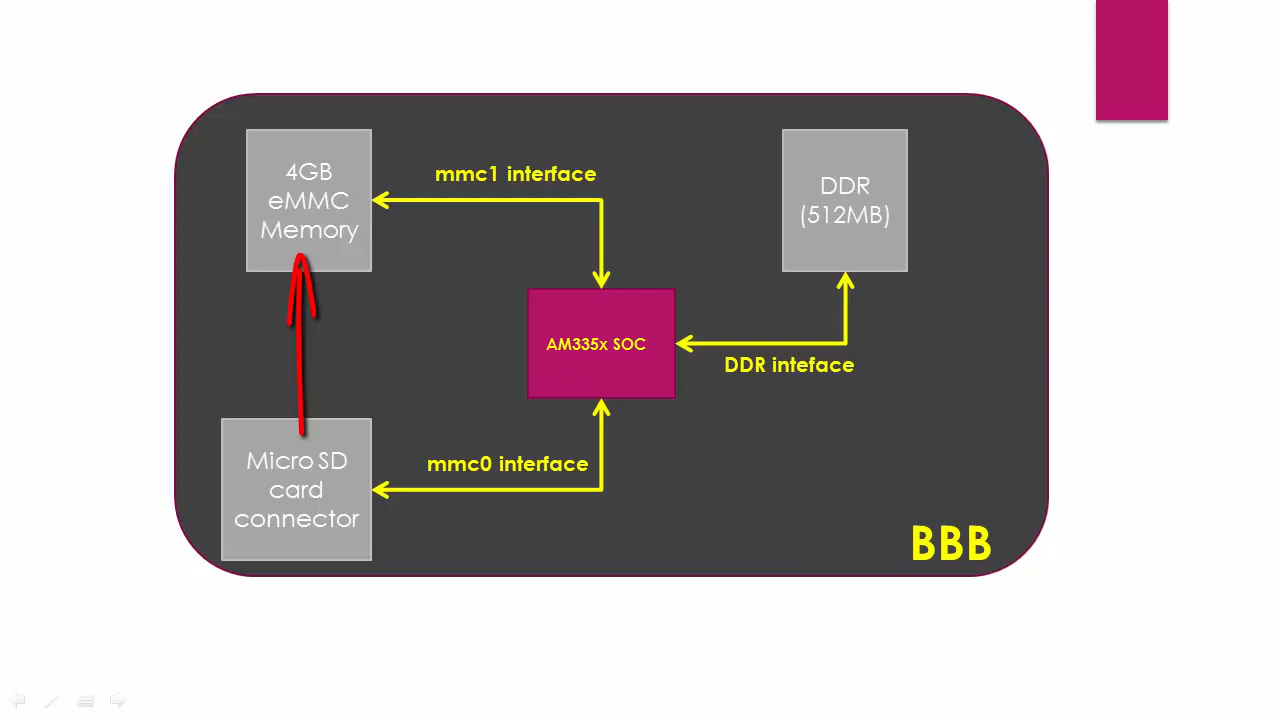 4GB
eMMC
Memory
mmc1 interface
DDR
(512MB)
AM335x SOC
DDR inteface
Micro SD
card
connector
mmc0 interface
BBB